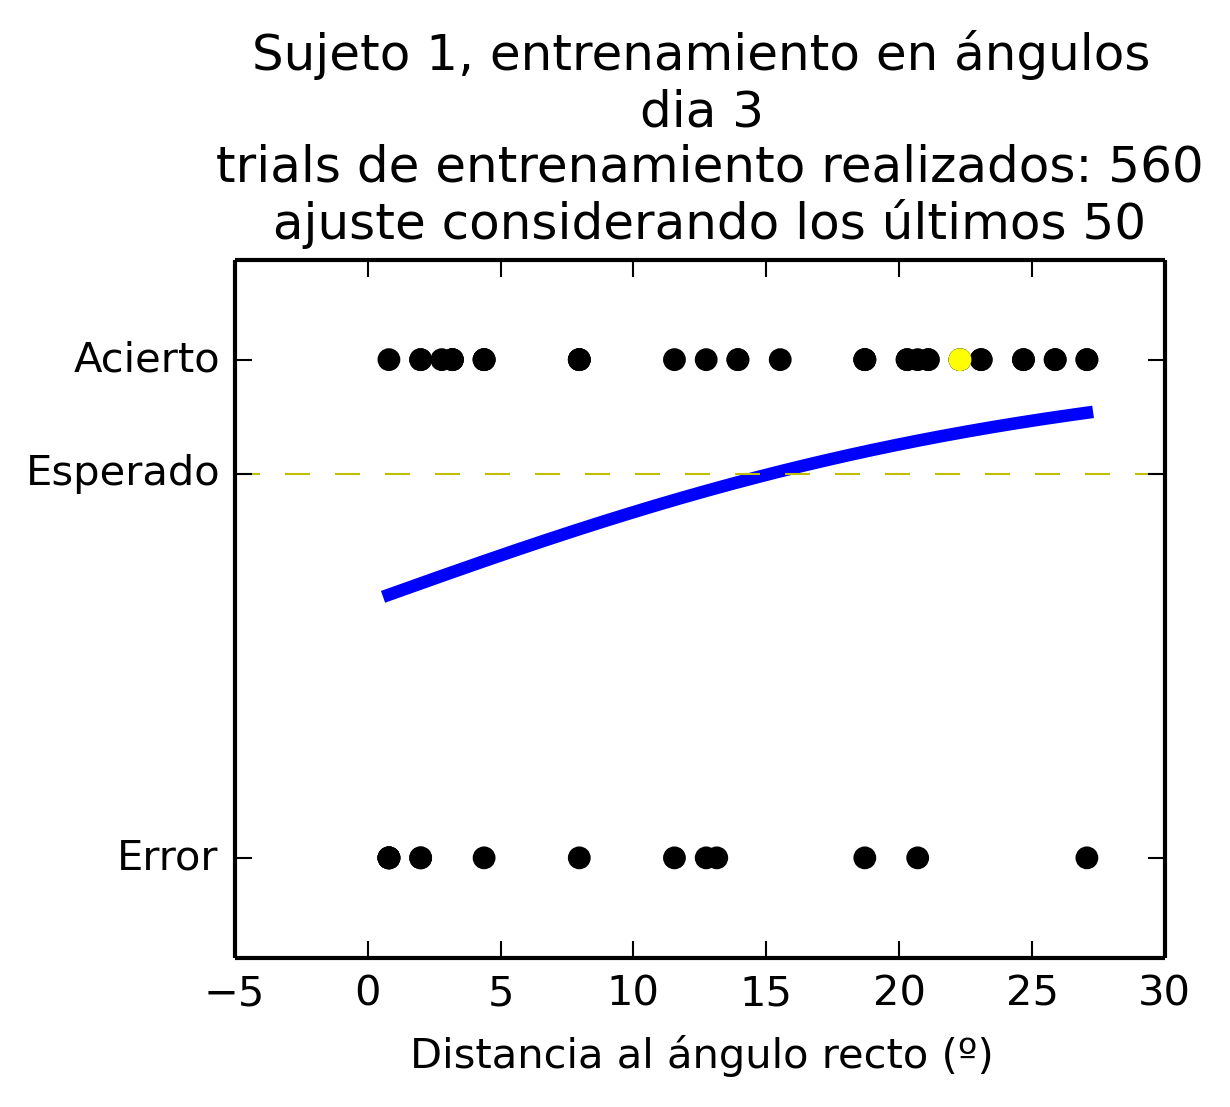 Sujeto 1, entrenamiento en ángulos
dia 3
trials de entrenamiento realizados: 560
ajuste considerando los últimos 50
Acierto
Esperado
Error
−5 0 5 10 15 20 25 30
Distancia al ángulo recto (º)